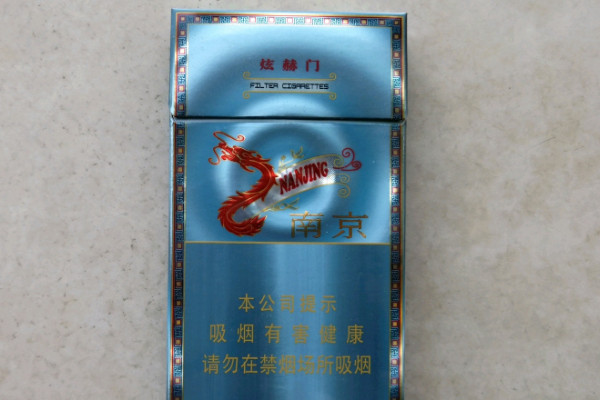 炫赫门
FILTER CIGARETTES
NANJING
南京
本公司提示
吸烟有害健康
请勿在禁烟场所吸烟